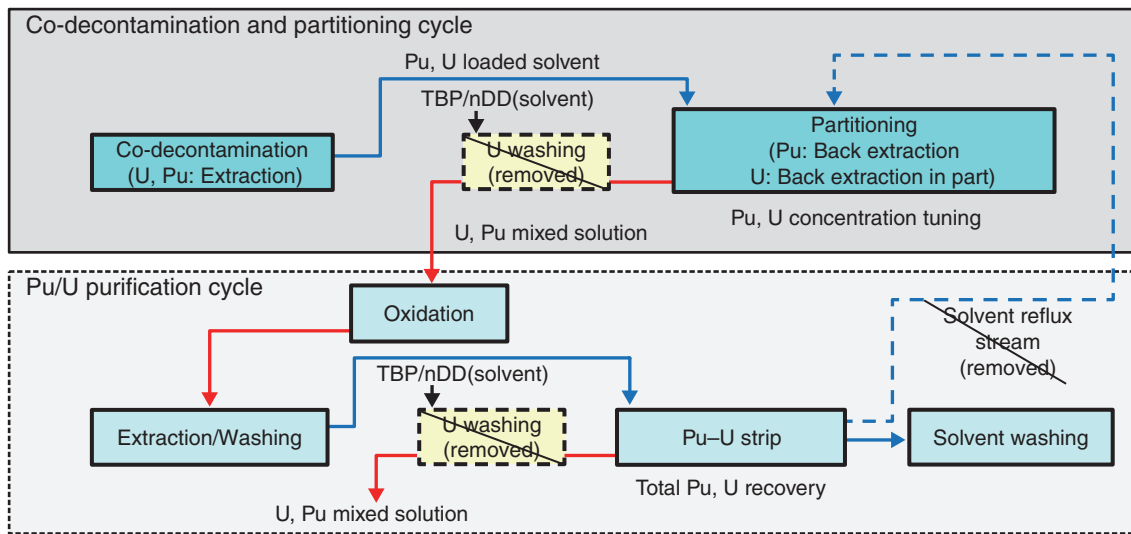 Co-decontamination and partitioning cycle
Pu, U loaded solvent
TBP/nDD(solvent)
Co-decontamination
(U, Pu: Extraction)
U washing
(removed)
Partitioning
(Pu: Back extraction
U: Back extraction in part)
Pu, U concentration tuning
U, Pu mixed solution
Pu/U purification cycle
Oxidation
Solvent reflux
stream
(removed)
TBP/nDD(solvent)
Extraction/Washing
U washing
(removed)
Pu–U strip
Solvent washing
Total Pu, U recovery
U, Pu mixed solution